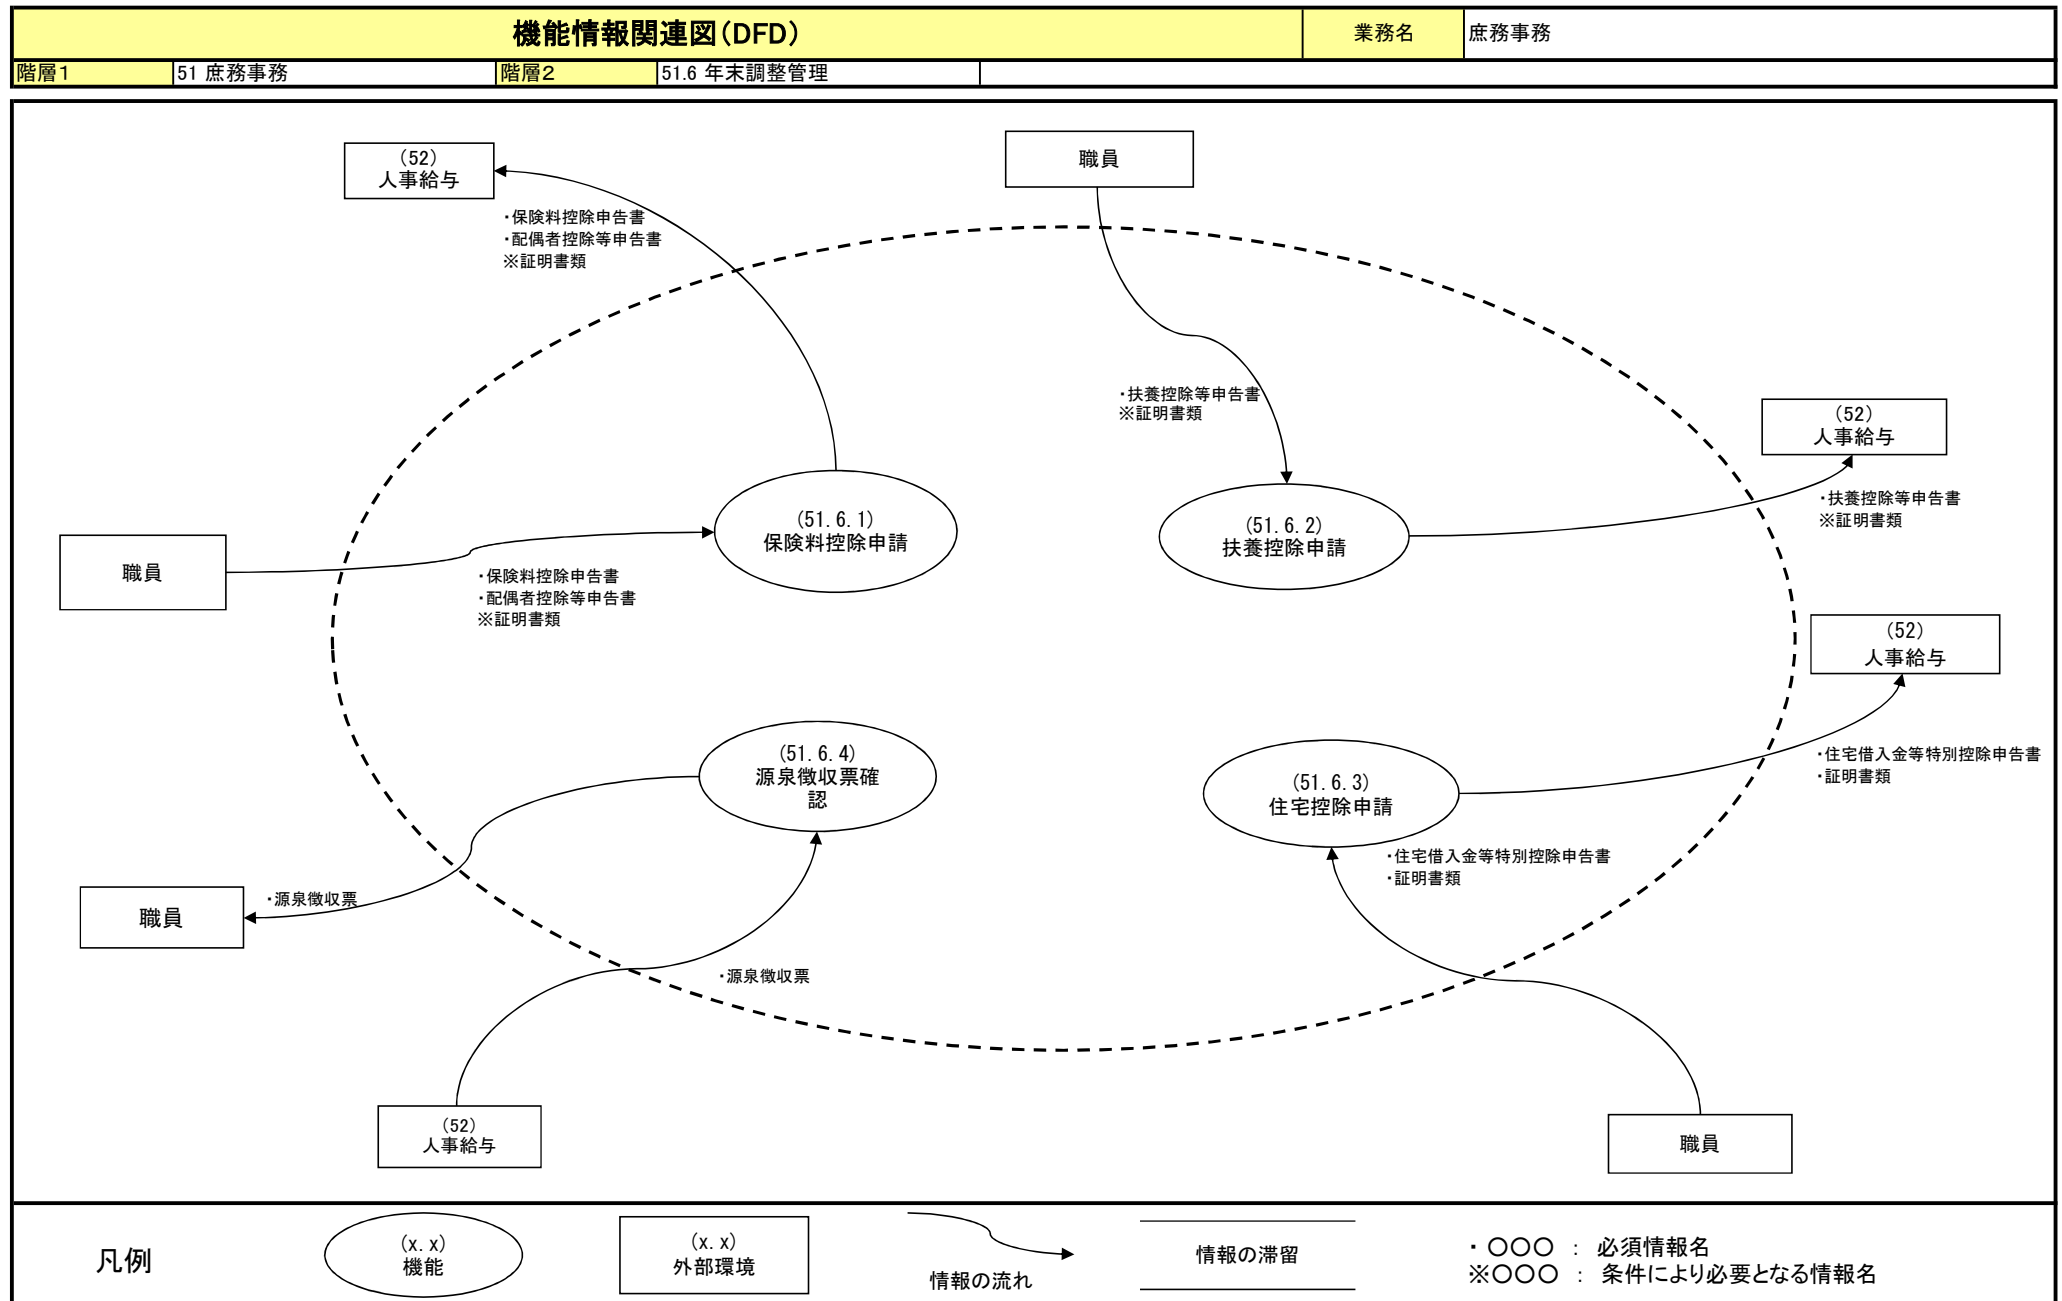 機能情報関連図（DFD）
業務名
庶務事務
階層１
51 庶務事務
階層２
51.6 年末調整管理
（52）
人事給与
・保険料控除申告書
・配偶者控除等申告書
※証明書類
職員
・扶養控除等申告書
※証明書類
（52）
人事給与
・扶養控除等申告書
※証明書類
(51.6.1)
保険料控除申請
(51.6.2)
扶養控除申請
職員
・保険料控除申告書
・配偶者控除等申告書
※証明書類
（52）
人事給与
(51.6.4)
源泉徴収票確
認
(51.6.3)
住宅控除申請
・住宅借入金等特別控除申告書
・証明書類
・住宅借入金等特別控除申告書
・証明書類
職員
・源泉徴収票
・源泉徴収票
（52）
人事給与
職員
凡例
(x.x)
機能
(x.x)
外部環境
情報の流れ
情報の滞留
・ ○○○ ： 必須情報名
※○○○ ： 条件により必要となる情報名